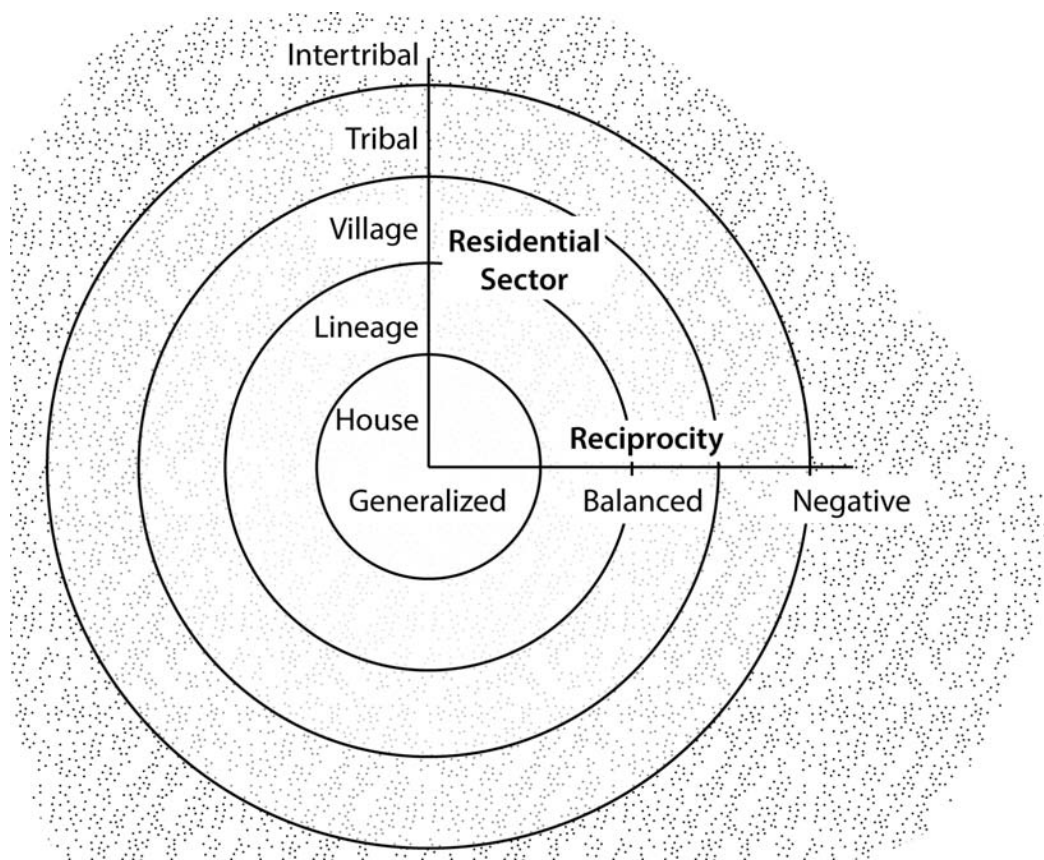 Intertribal
Tribal
Village
Residential
Sector
Lineage
House
Reciprocity
Generalized
Balanced
Negative